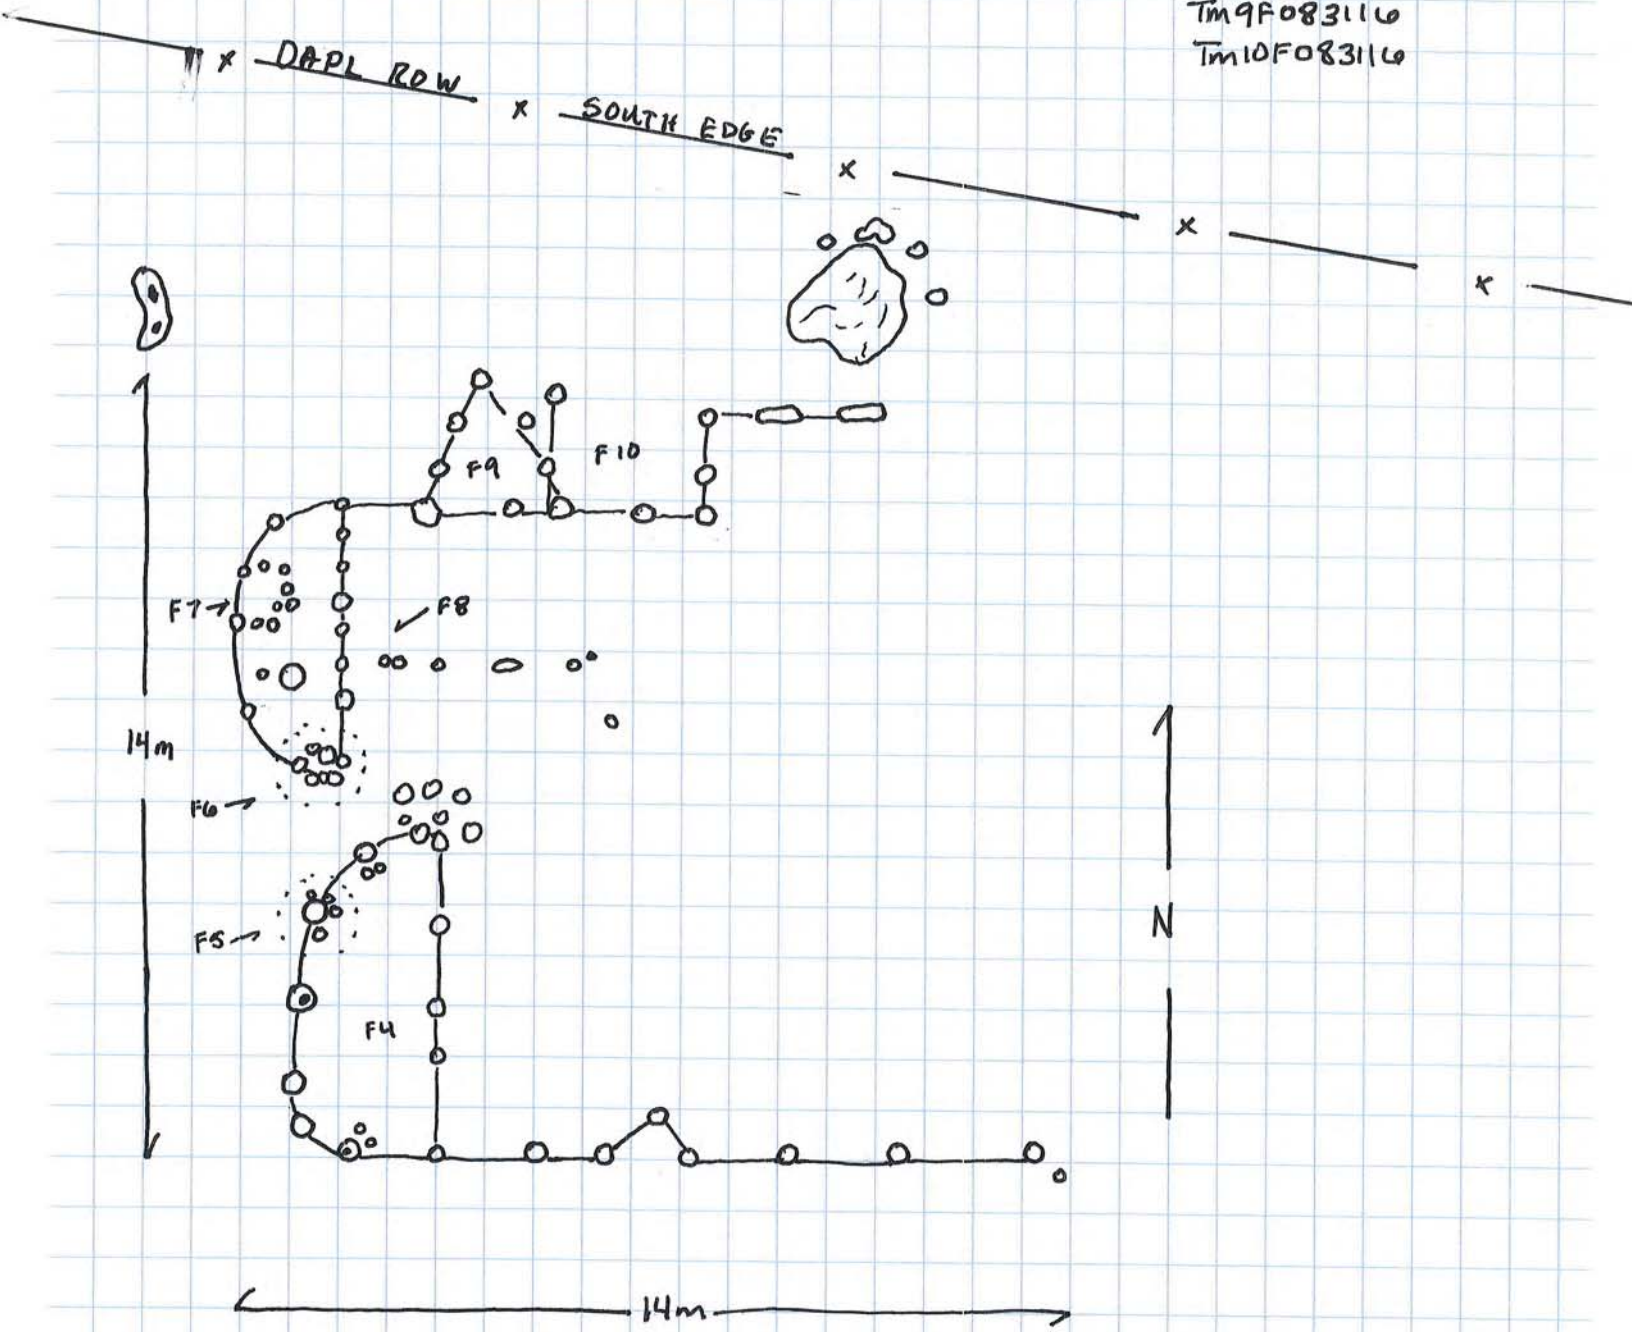 Tm9F083116
Tm10F083116
DAPL ROW
SOUTH EDGE
F9
F10
F7
F8
14m
F6
F5
N
F4
14m